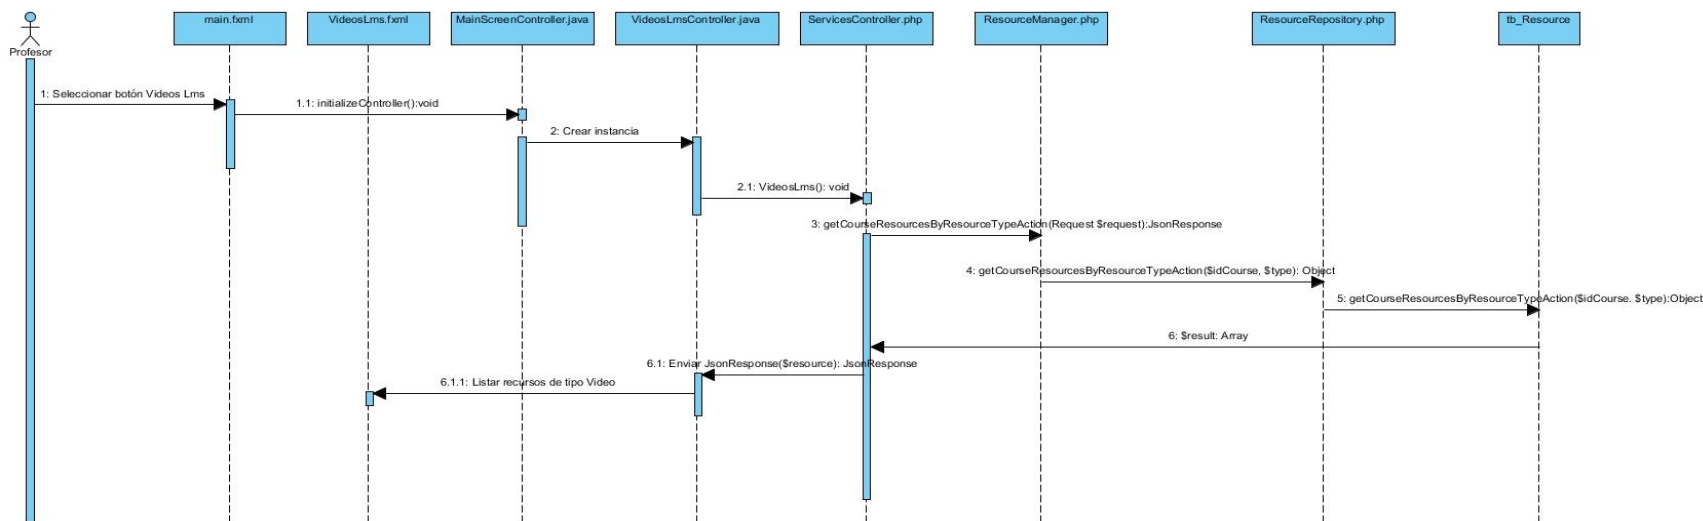 main.fxml
VideosLms.fxml
MainScreenController.java
VideosLmsController.java
ServicesController.php
ResourceManager.php
ResourceRepository.php
tb_Resource
Profesor
1: Seleccionar botón Videos Lms
1.1: initializeController():void
2: Crear instancia
2.1: VideosLms(): void
3: getCourseResourcesByResourceTypeAction(Request $request):JsonResponse
4: getCourseResourcesByResourceTypeAction($idCourse, $type): Object
5: getCourseResourcesByResourceTypeAction($idCourse. $type):Object
6: $result: Array
6.1: Enviar JsonResponse($resource): JsonResponse
6.1.1: Listar recursos de tipo Video